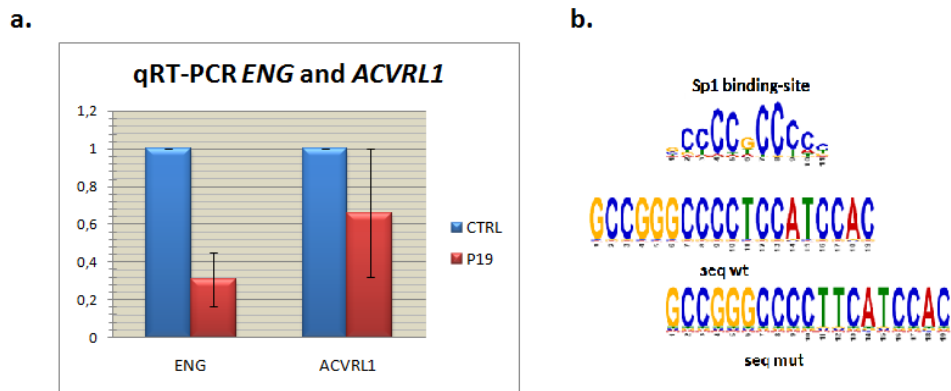 a.
b.
qRT-PCR ENG and ACVRL1
1,2
1
0,8
0,6
0,4
0,2
0
ENG
ACVRL1
CTRL
P19
Sp1 binding-site
CCCCGCCCCC
GCCGGGCCCCTCCATCCAC
seq wt
GCCGGGCCCCTTCATCCAC
seq mut